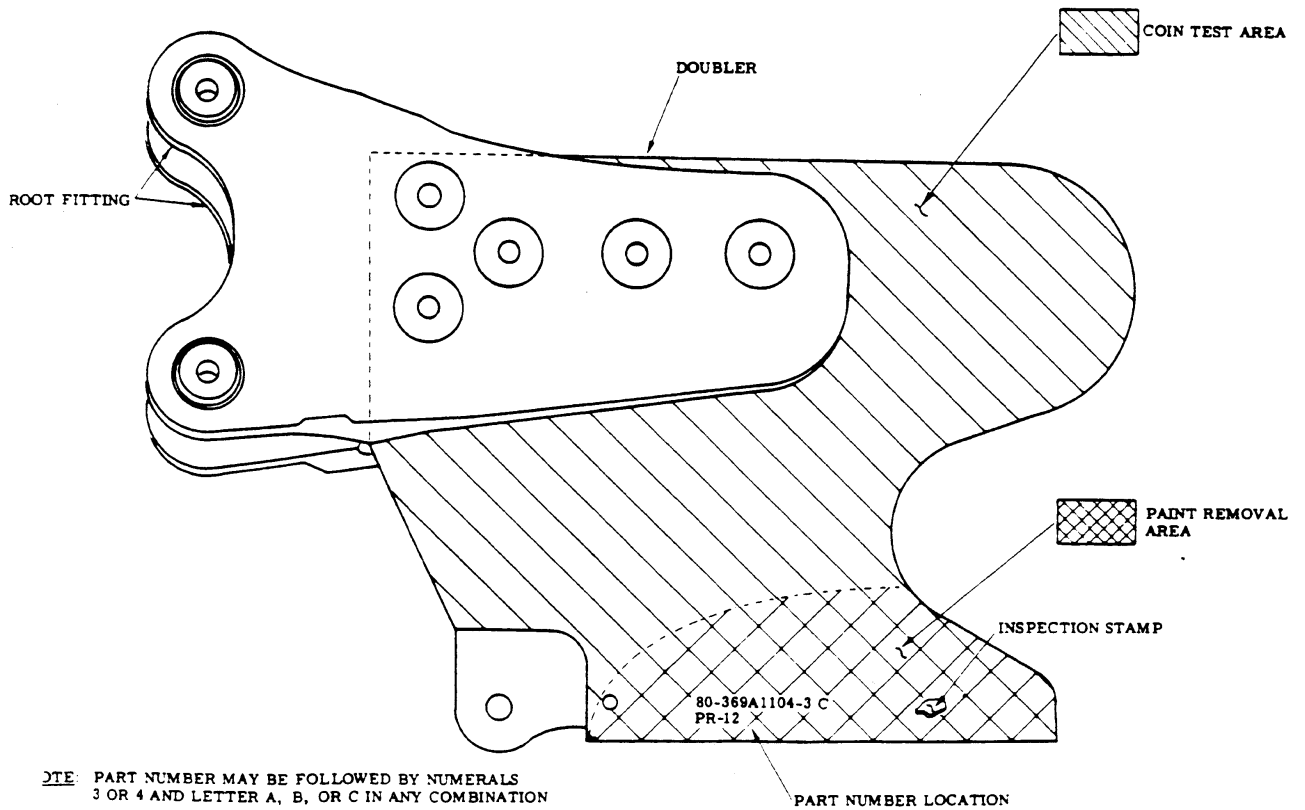 COIN TEST AREA
DOUBLER
ROOT FITTING
PAINT REMOVAL
AREA
INSPECTION STAMP
80-369A1104-3 C
PR-12
OTE: PART NUMBER MAY BE FOLLOWED BY NUMERALS
3 OR 4 AND LETTER A, B, OR C IN ANY COMBINATION
PART NUMBER LOCATION